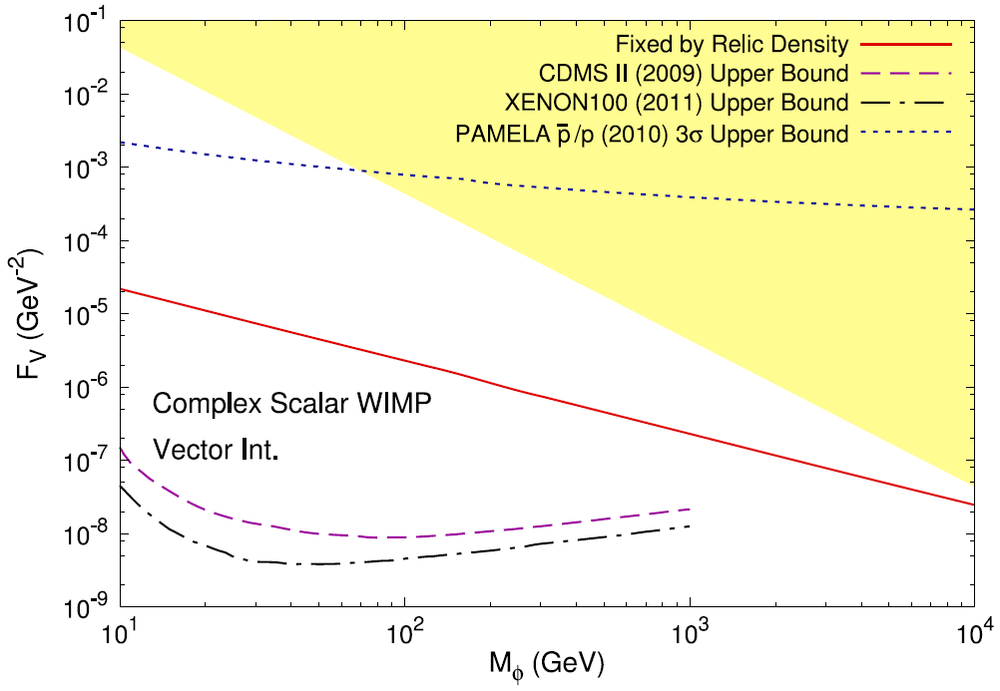 10⁻¹
10⁻²
10⁻³
10⁻⁴
10⁻⁵
10⁻⁶
10⁻⁷
10⁻⁸
10⁻⁹
F_V (GeV⁻²)
Fixed by Relic Density
CDMS II (2009) Upper Bound
XENON100 (2011) Upper Bound
PAMELA p̄/p (2010) 3σ Upper Bound
Complex Scalar WIMP
Vector Int.
10¹ 10² 10³ 10⁴
M_ϕ (GeV)